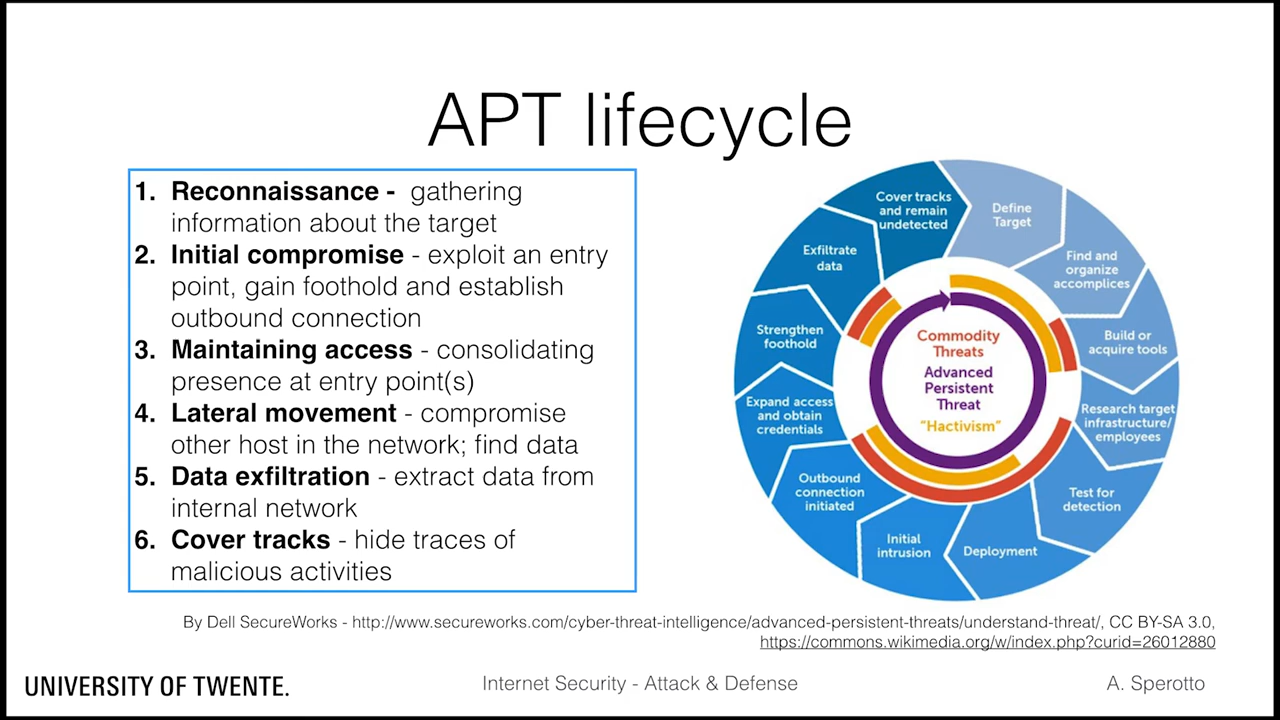 APT lifecycle
1. Reconnaissance - gathering
information about the target
2. Initial compromise - exploit an entry
point, gain foothold and establish
outbound connection
3. Maintaining access - consolidating
presence at entry point(s)
4. Lateral movement - compromise
other host in the network; find data
5. Data exfiltration - extract data from
internal network
6. Cover tracks - hide traces of
malicious activities
Define
Target
Find and
organize
accomplices
Build or
acquire tools
Research target
infrastructure/
employees
Test for
detection
Deployment
Initial
intrusion
Outbound
connection
initiated
Expand access
and obtain
credentials
Strengthen
foothold
Exfiltrate
data
Cover tracks
and remain
undetected
Commodity
Threats
Advanced
Persistent
Threat
"Hactivism"
By Dell SecureWorks - http://www.secureworks.com/cyber-threat-intelligence/advanced-persistent-threats/understand-threat/, CC BY-SA 3.0,
https://commons.wikimedia.org/w/index.php?curid=26012880
UNIVERSITY OF TWENTE.
Internet Security - Attack & Defense
A. Sperotto